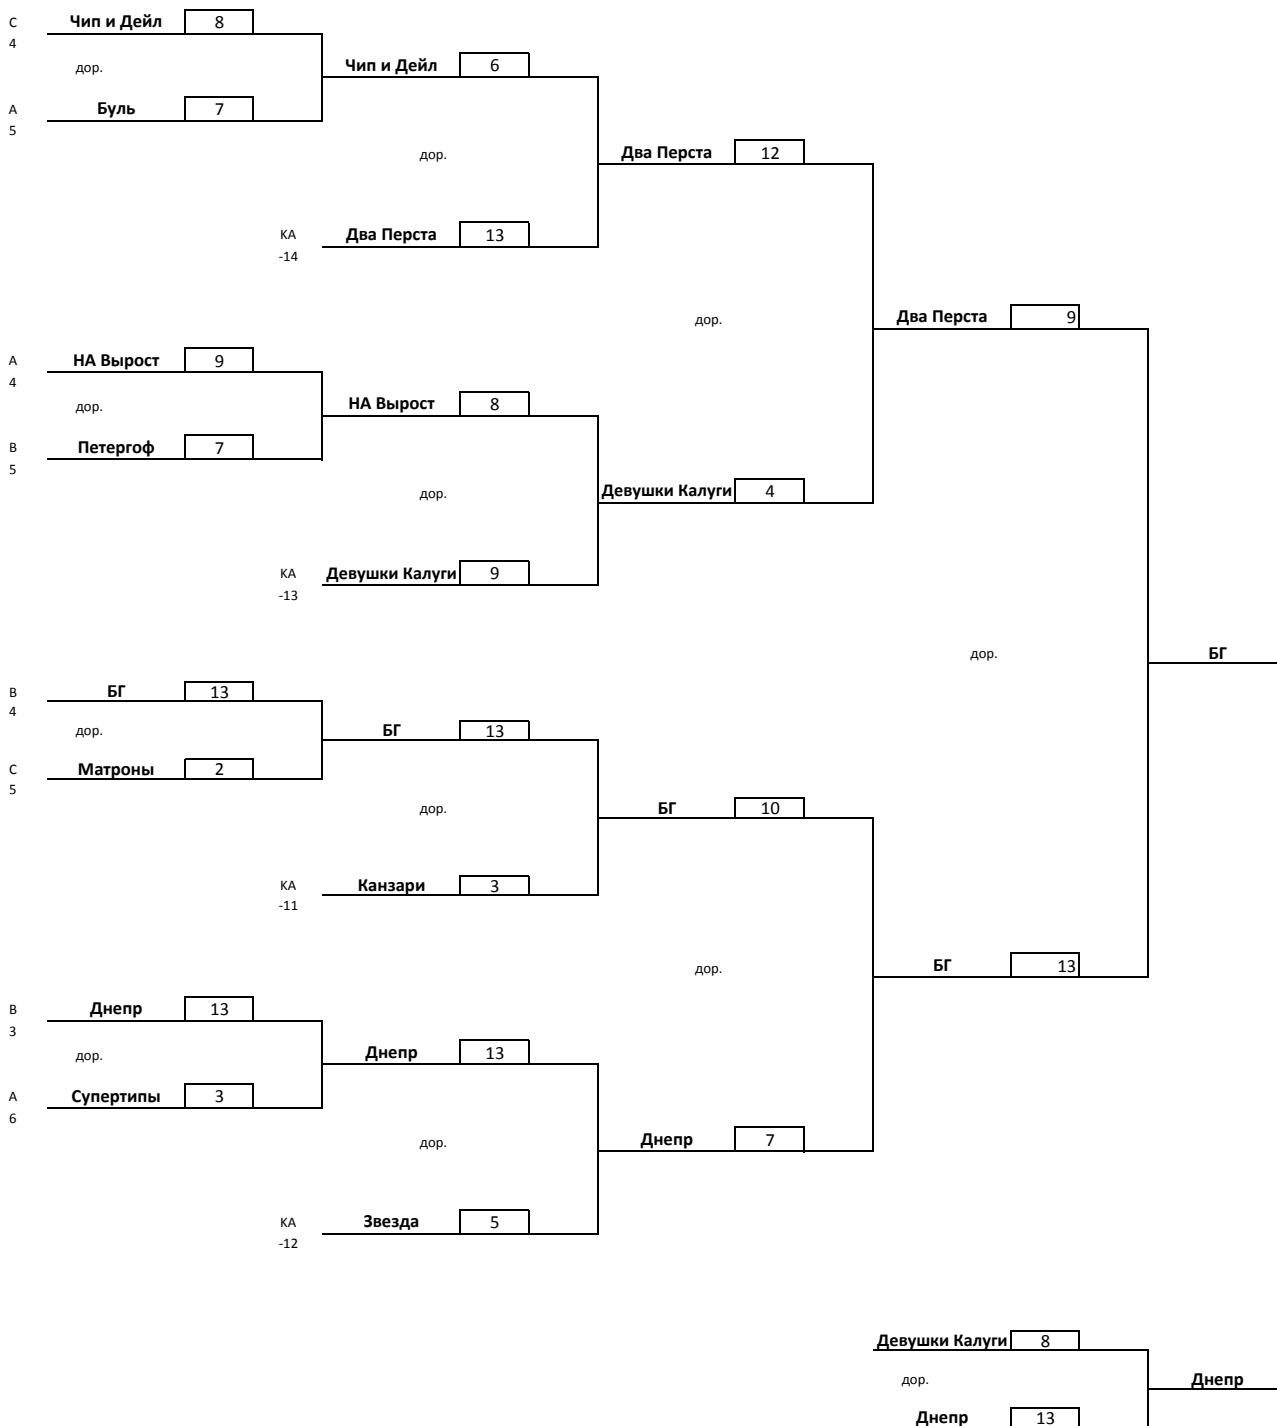 С Чип и Дейл 8
4
дор. Чип и Дейл 6
А Буль 7
5
дор. Два Перста 12
КА Два Перста 13
-14
дор. Два Перста 9
А НА Вырост 9
4
дор. НА Вырост 8
В Петергоф 7
5
дор. Девушки Калуги 4
КА Девушки Калуги 9
-13
дор. БГ
В БГ 13
4
дор. БГ 13
С Матроны 2
5
дор. БГ 10
КА Канзари 3
-11
дор. БГ 13
В Днепр 13
3
дор. Днепр 13
А Супертипы 3
6
дор. Днепр 7
КА Звезда 5
-12
Девушки Калуги 8
дор. Днепр
Днепр 13